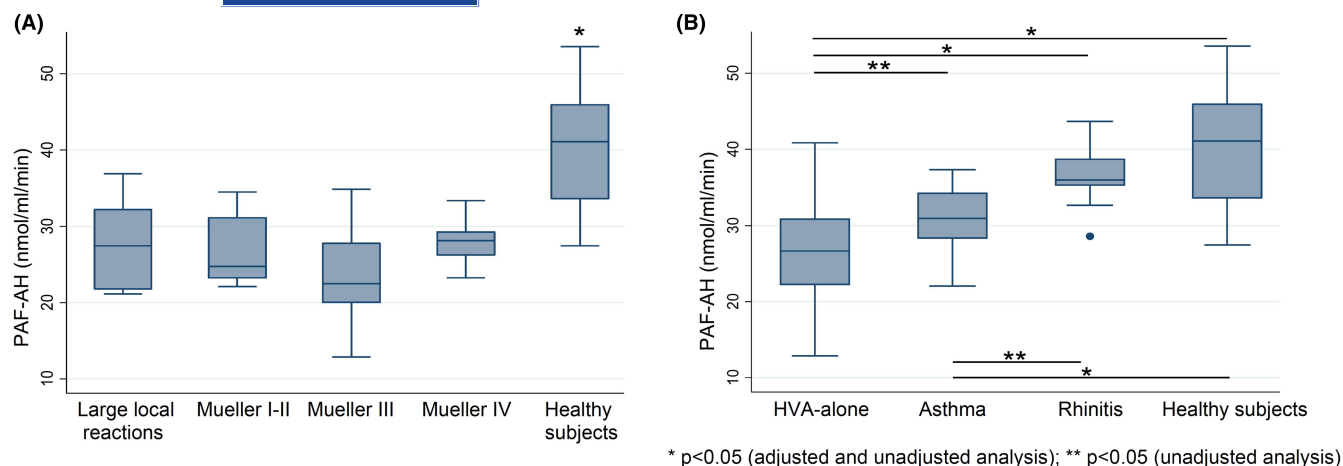 (A)
*
PAF-AH (nmol/ml/min)
50
40
30
20
10
Large local reactions
Mueller I-II
Mueller III
Mueller IV
Healthy subjects
(B)
*
*
**
PAF-AH (nmol/ml/min)
50
40
30
20
10
**
*
HVA-alone
Asthma
Rhinitis
Healthy subjects
* p<0.05 (adjusted and unadjusted analysis); ** p<0.05 (unadjusted analysis)